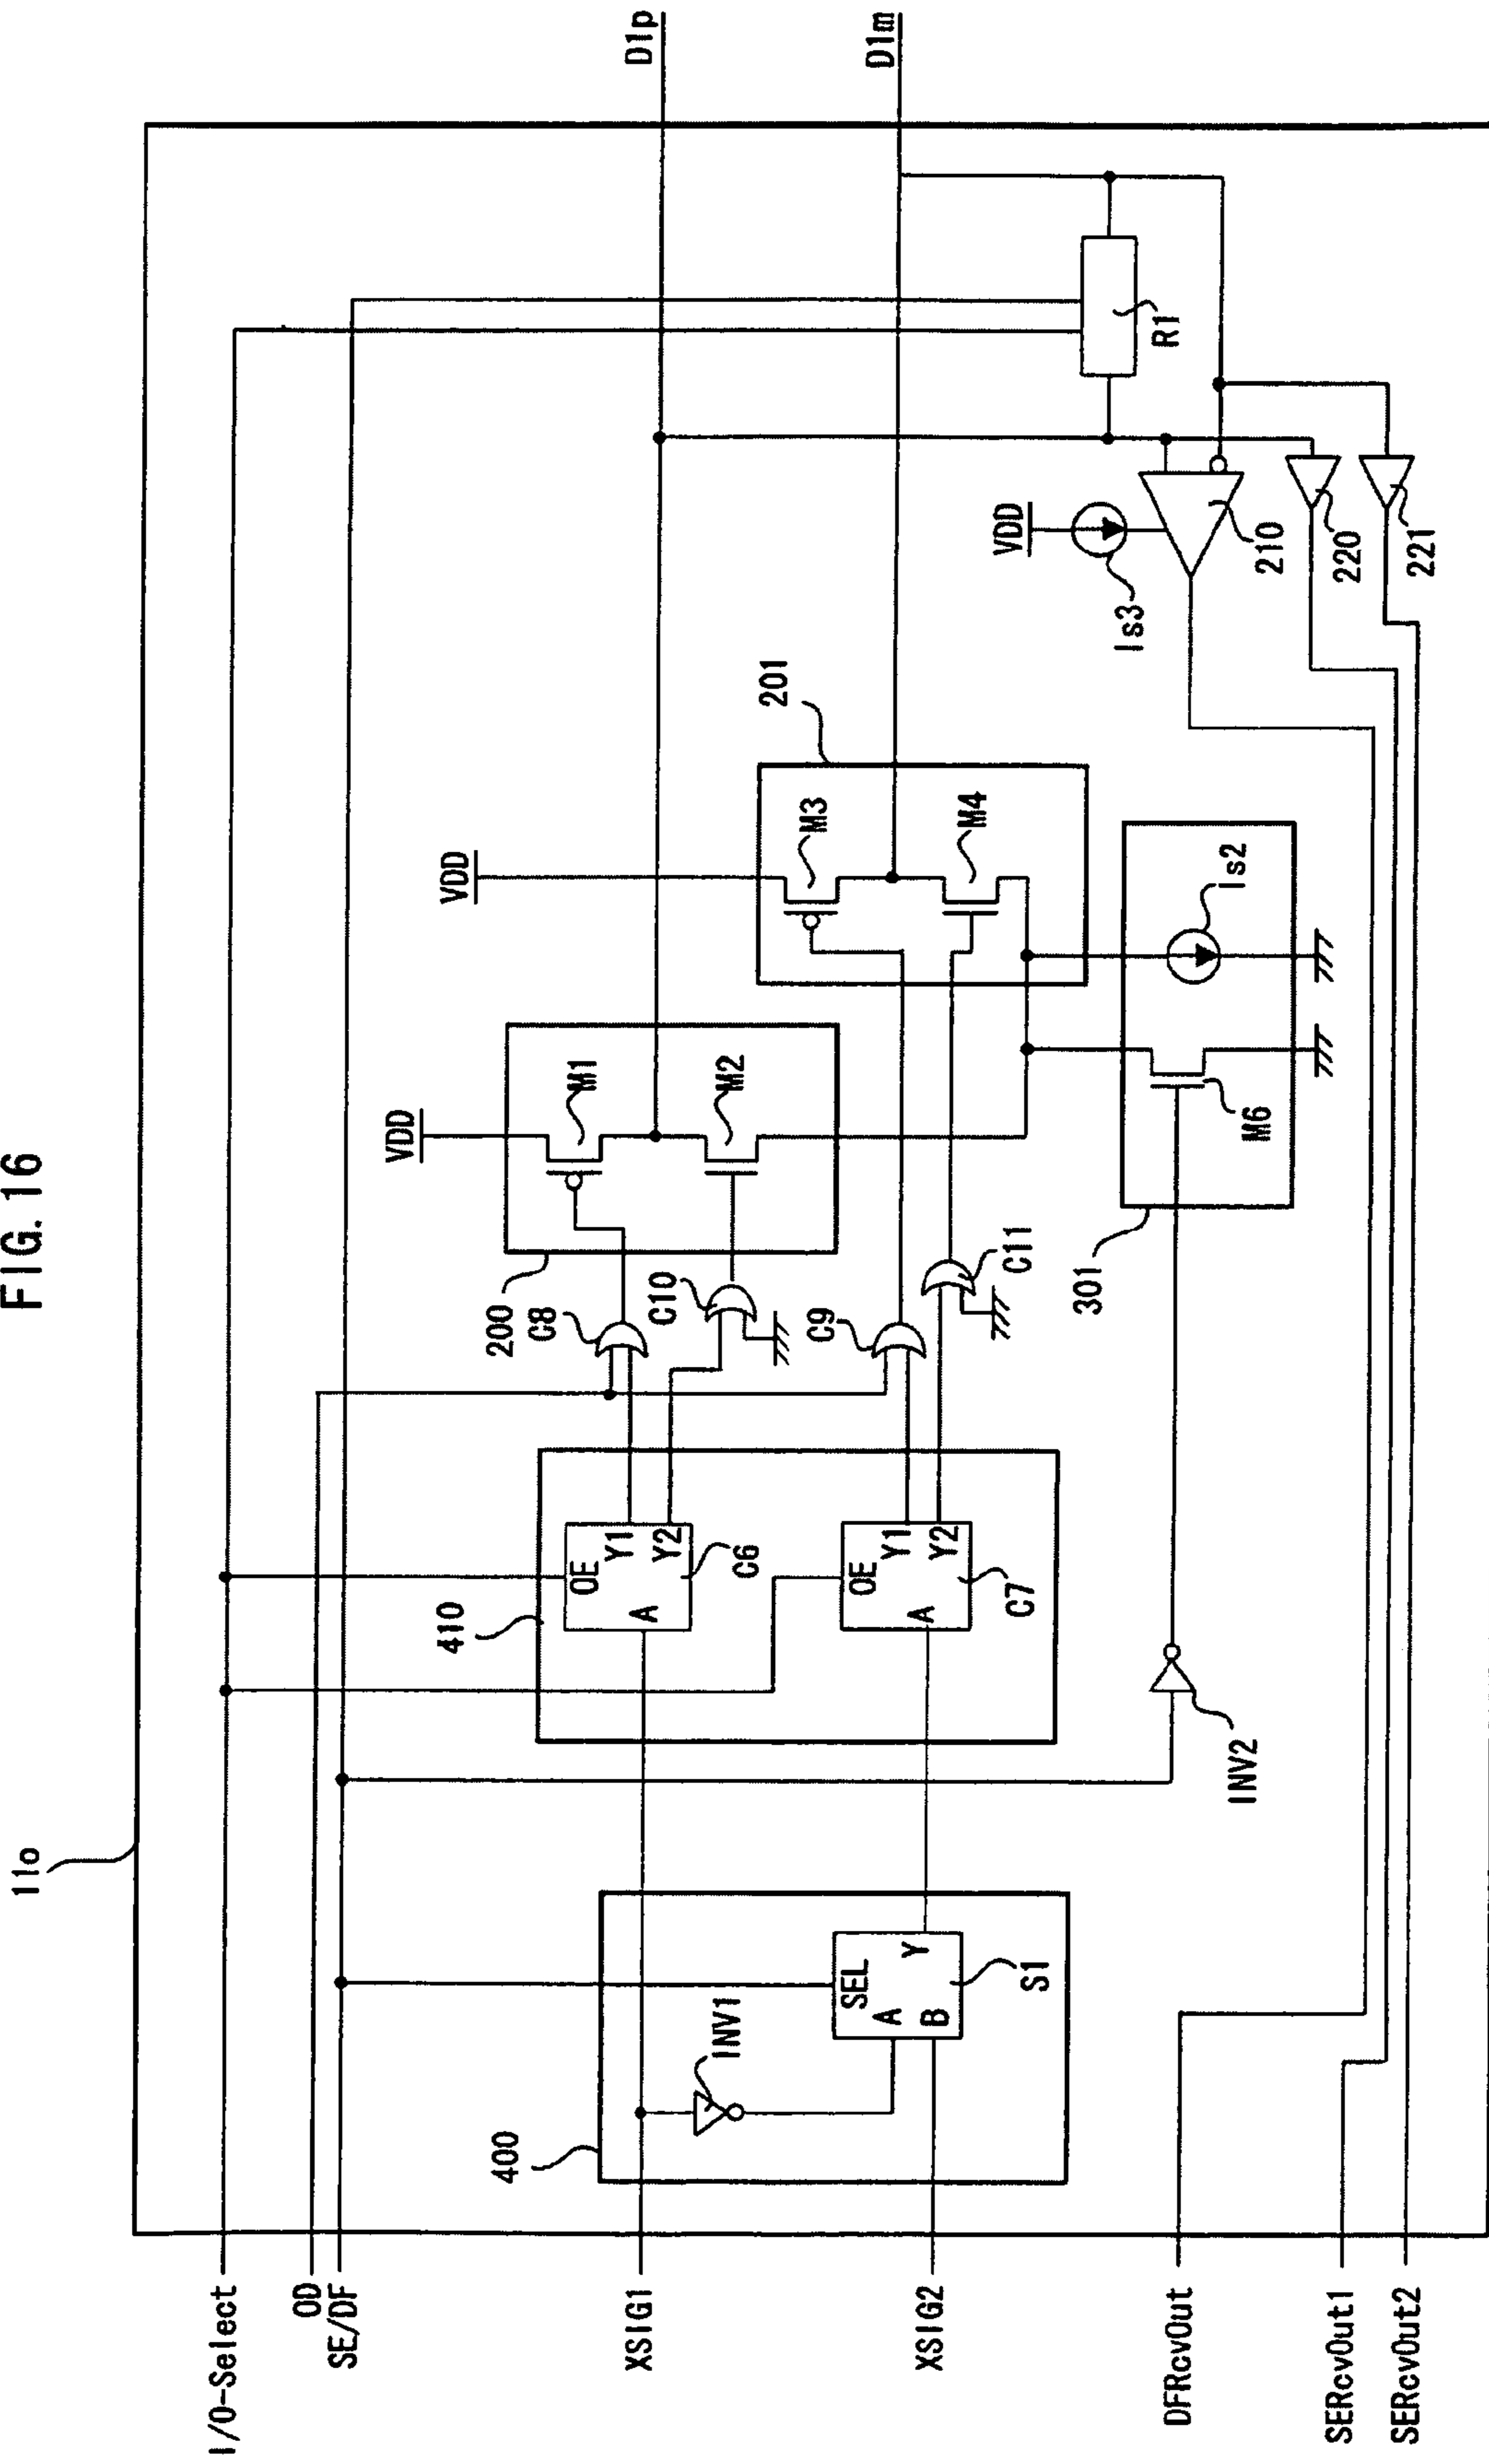 FIG. 16
11o
I/O-Select
OD
SE/DF
XSIG1
XSIG2
DFRcvOut
SERcvOut1
SERcvOut2
400
INV1
SEL
A
B
Y
S1
410
OE
A
Y1
Y2
C6
OE
A
Y1
Y2
C7
INV2
C8
C10
C9
C11
200
VDD
M1
M2
201
VDD
M3
M4
301
M6
Is2
VDD
Is3
210
220
221
R1
D1p
D1m